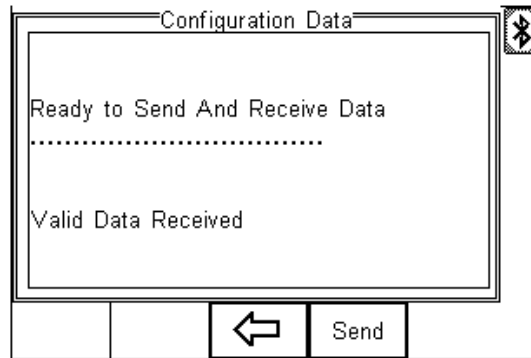 Configuration Data
Ready to Send And Receive Data
.................................
Valid Data Received
Send